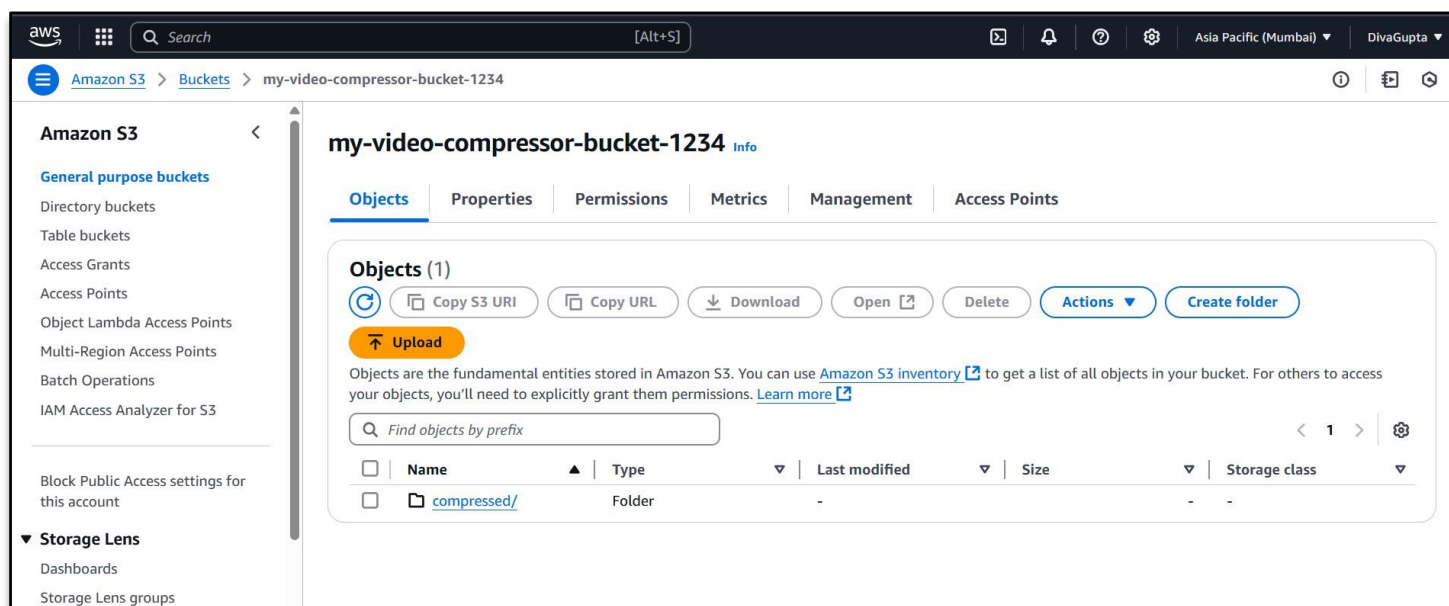 aws Search [Alt+S] Asia Pacific (Mumbai) DivaGupta
Amazon S3 > Buckets > my-video-compressor-bucket-1234
Amazon S3
General purpose buckets
Directory buckets
Table buckets
Access Grants
Access Points
Object Lambda Access Points
Multi-Region Access Points
Batch Operations
IAM Access Analyzer for S3
Block Public Access settings for
this account
Storage Lens
Dashboards
Storage Lens groups
my-video-compressor-bucket-1234 Info
Objects Properties Permissions Metrics Management Access Points
Objects (1)
Copy S3 URI Copy URL Download Open Delete Actions Create folder
Upload
Objects are the fundamental entities stored in Amazon S3. You can use Amazon S3 inventory to get a list of all objects in your bucket. For others to access
your objects, you'll need to explicitly grant them permissions. Learn more
Find objects by prefix < 1 >
Name Type Last modified Size Storage class
compressed/ Folder - - -